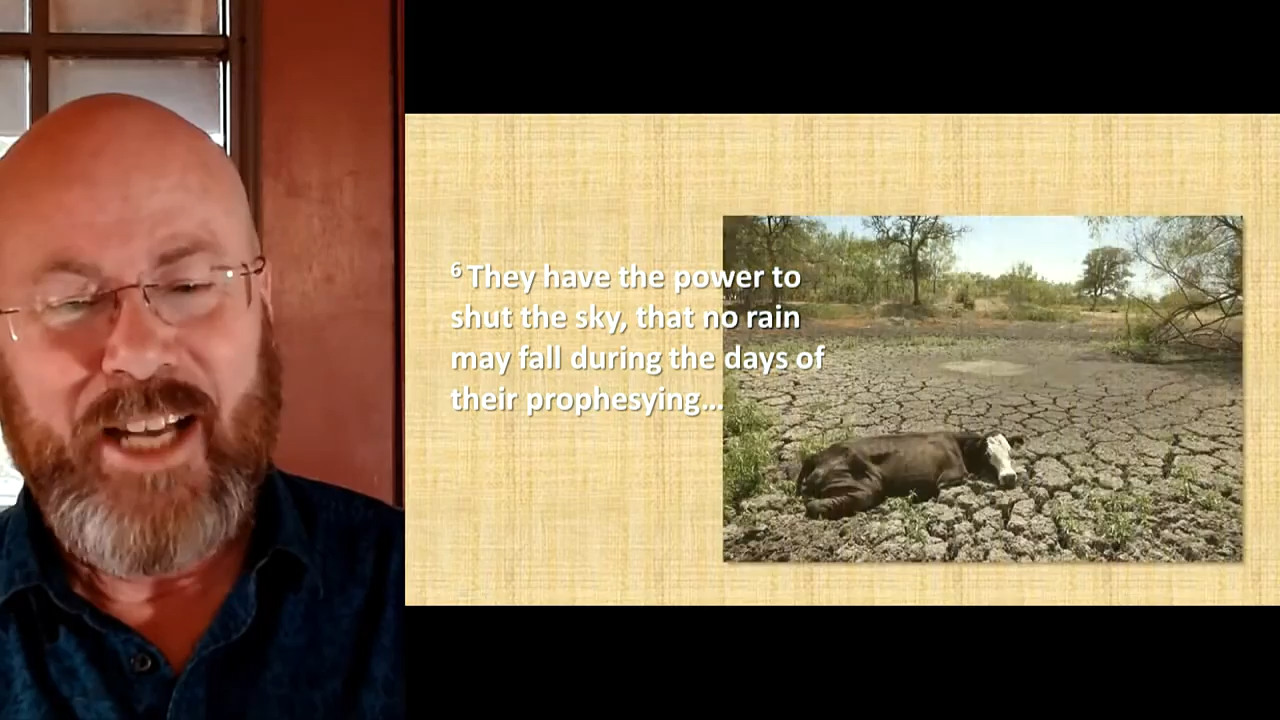 6 They have the power to
shut the sky, that no rain
may fall during the days of
their prophesying...